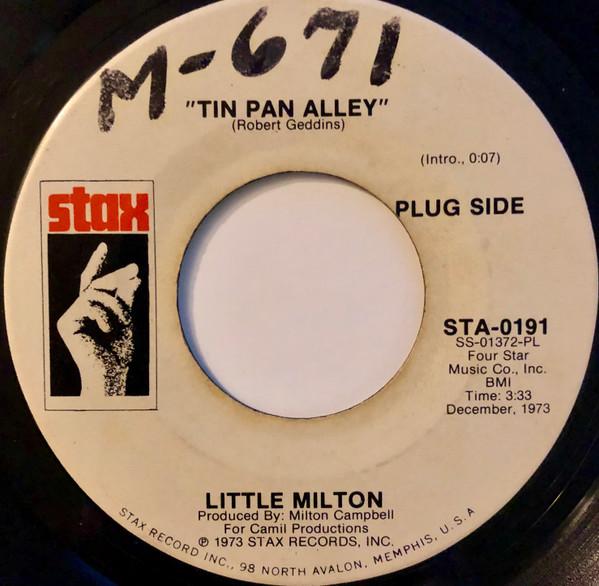 M-671
"TIN PAN ALLEY"
(Robert Geddins)
(Intro., 0:07)
PLUG SIDE
stax
STA-0191
SS-01372-PL
Four Star
Music Co., Inc.
BMI
Time: 3:33
December, 1973
LITTLE MILTON
Produced By: Milton Campbell
For Camil Productions
℗ 1973 STAX RECORDS, INC.
STAX RECORD INC., 98 NORTH AVALON, MEMPHIS, U.S.A